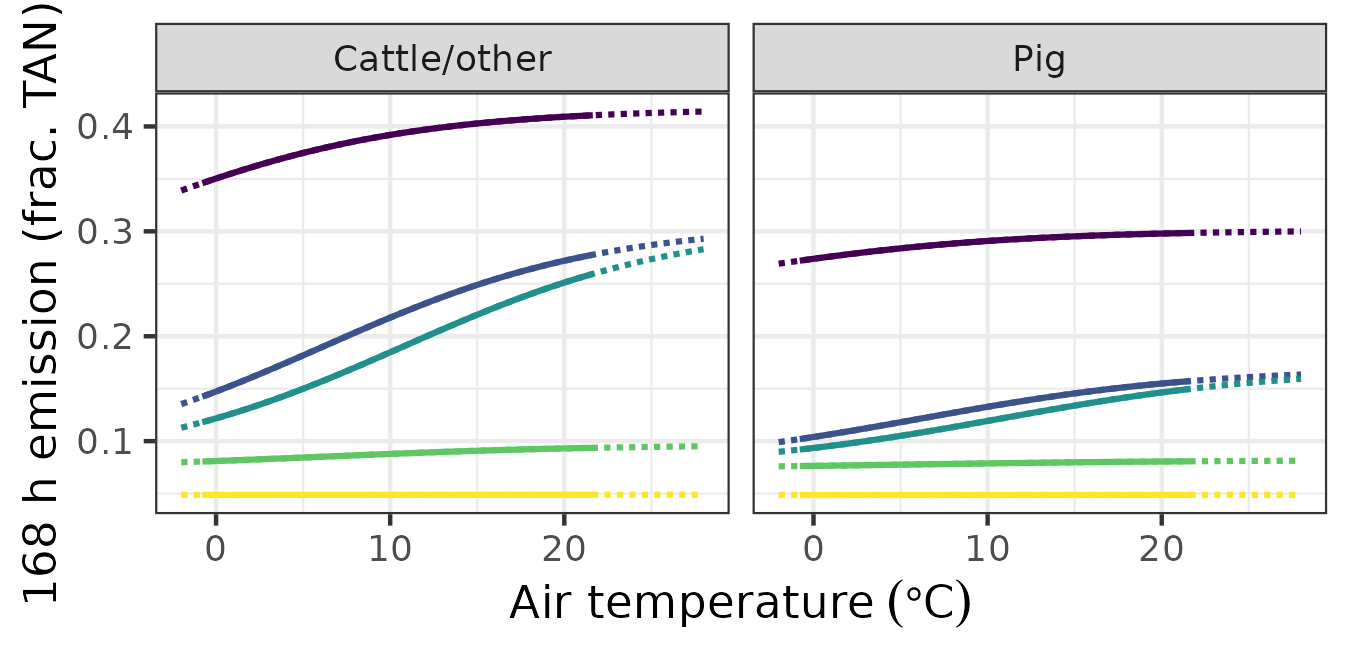 168 h emission (frac. TAN)
Cattle/other
Pig
0.4
0.3
0.2
0.1
0 10 20
0 10 20
Air temperature (°C)